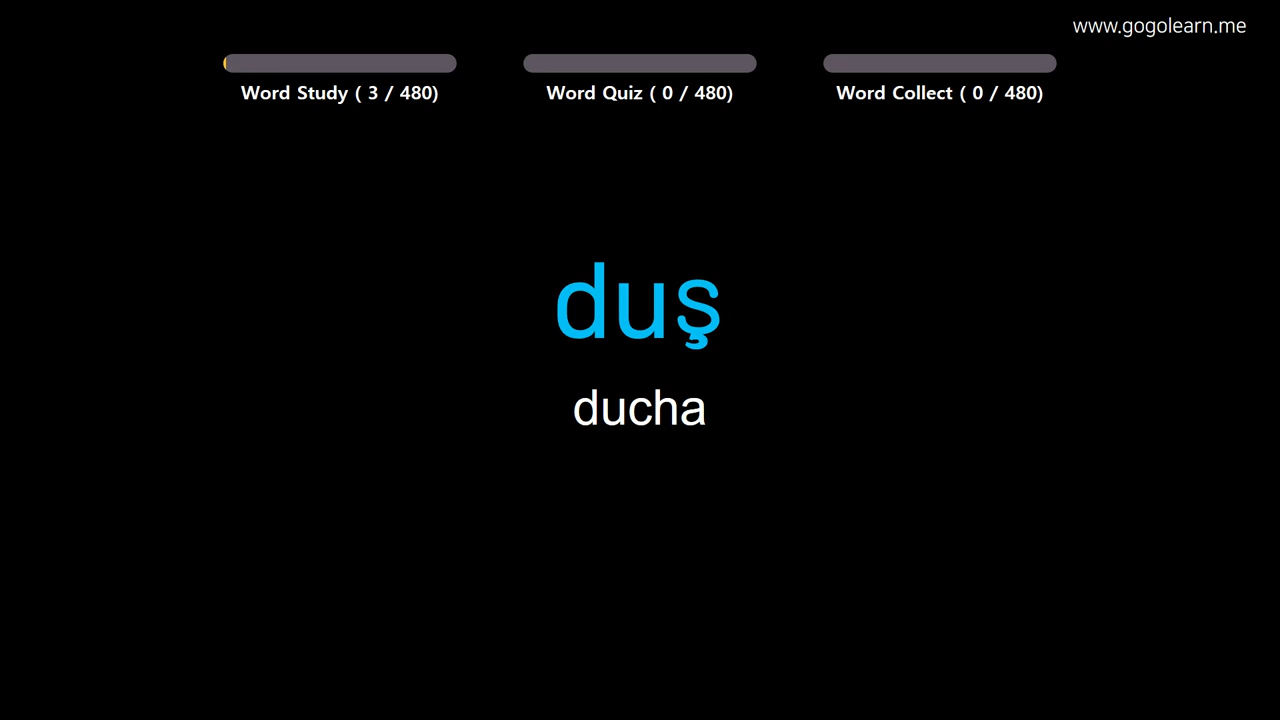 www.gogolearn.me
Word Study ( 3 / 480)
Word Quiz ( 0 / 480)
Word Collect ( 0 / 480)
duş
ducha